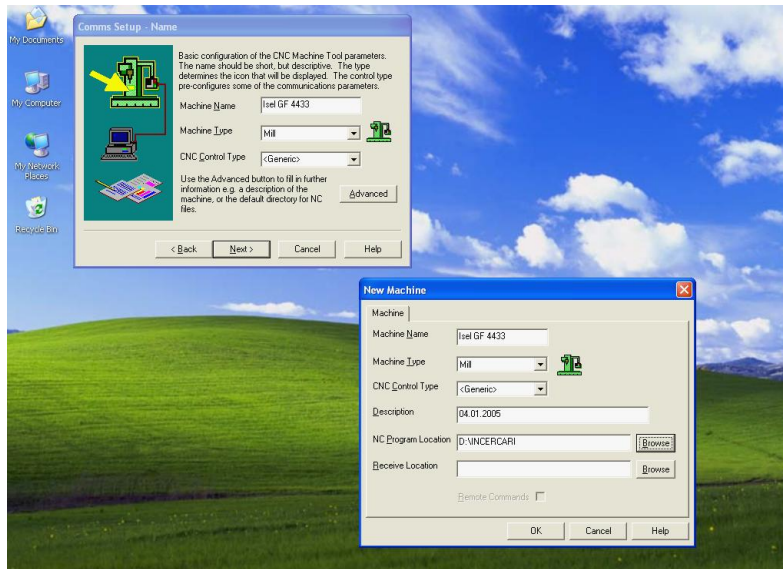 My Documents
My Computer
My Network
Places
Recycle Bin
Comms Setup - Name
Basic configuration of the CNC Machine Tool parameters.
The name should be short, but descriptive. The type
determines the icon that will be displayed. The control type
pre-configures some of the communications parameters.
Machine Name
Isel GF 4433
Machine Type
Mill
CNC Control Type
<Generic>
Use the Advanced
button to fill in further
information e.g. a description of the
machine, or the default directory for NC
files.
Advanced
< Back
Next >
Cancel
Help
New Machine
Machine
Machine Name
Isel GF 4433
Machine Type
Mill
CNC Control Type
<Generic>
Description
04.01.2005
NC Program Location
D:\INCERCARI
Browse
Receive Location
Browse
Remote Commands
OK
Cancel
Help